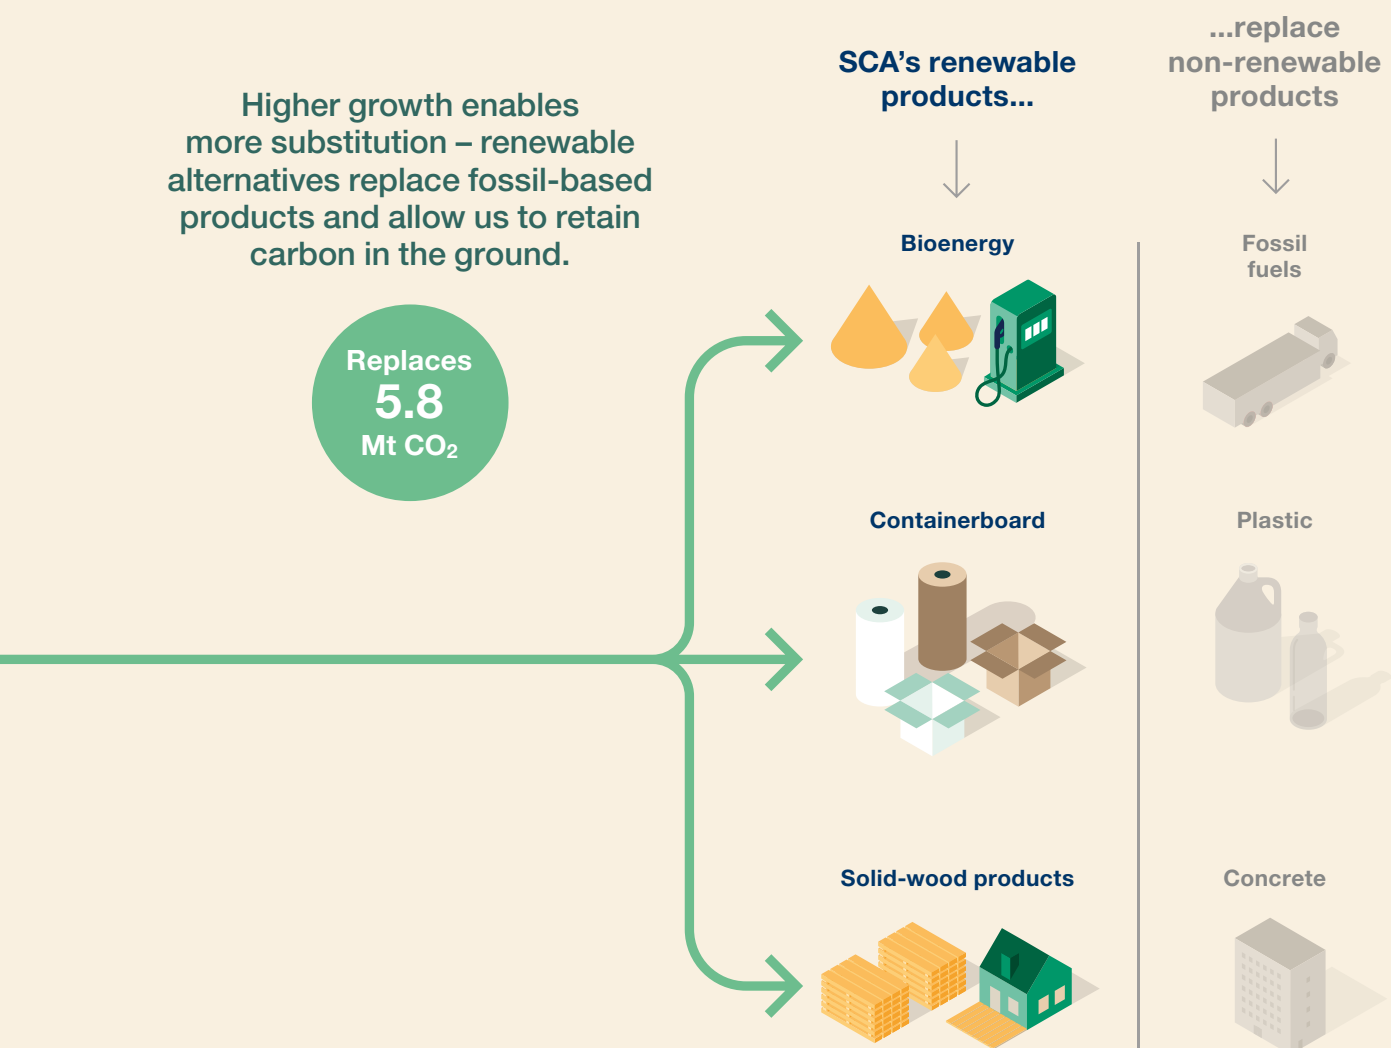 Higher growth enables
more substitution – renewable
alternatives replace fossil-based
products and allow us to retain
carbon in the ground.
Replaces
5.8
Mt CO₂
SCA’s renewable
products...
...replace
non-renewable
products
Bioenergy
Fossil
fuels
Containerboard
Plastic
Solid-wood products
Concrete